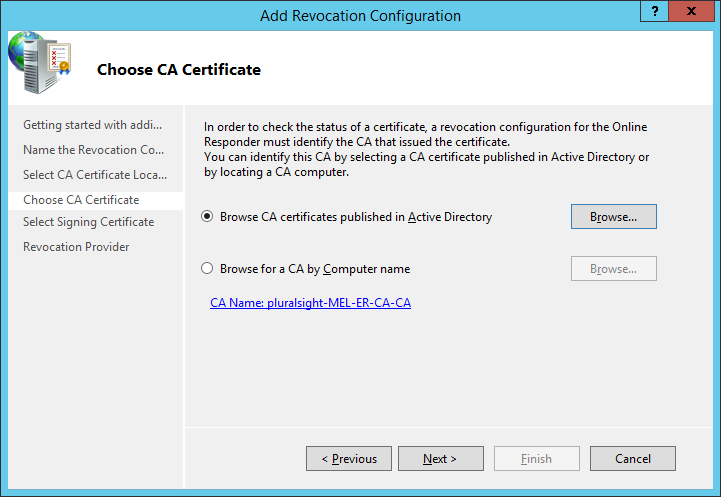 Add Revocation Configuration
?
x
Choose CA Certificate
Getting started with addi...
Name the Revocation Co...
Select CA Certificate Loca...
Choose CA Certificate
Select Signing Certificate
Revocation Provider
In order to check the status of a certificate, a revocation configuration for the Online
Responder must identify the CA that issued the certificate.
You can identify this CA by selecting a CA certificate published in Active Directory or
by locating a CA computer.
Browse CA certificates published in Active Directory
Browse...
Browse for a CA by Computer name
Browse...
CA Name: pluralsight-MEL-ER-CA-CA
< Previous
Next >
Finish
Cancel